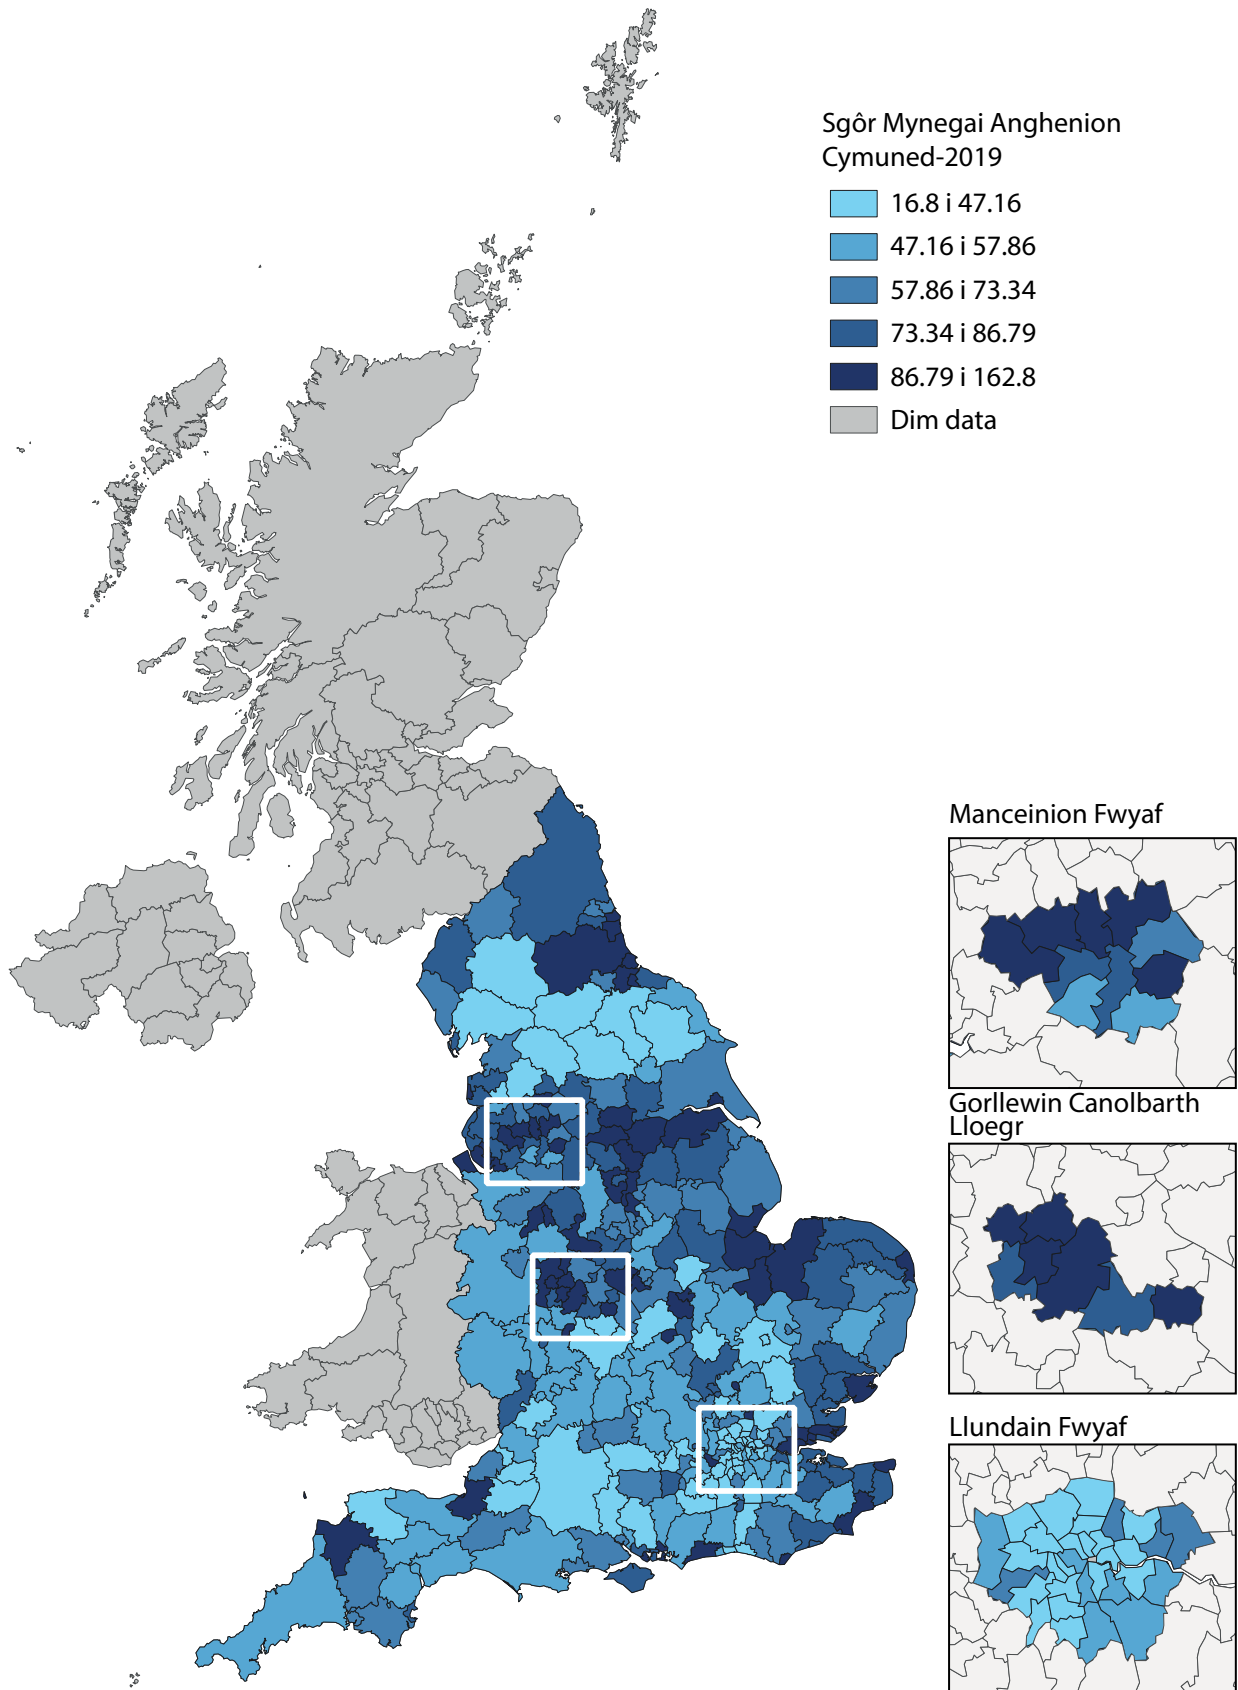 Sgôr Mynegai Anghenion
Cymuned-2019
16.8 i 47.16
47.16 i 57.86
57.86 i 73.34
73.34 i 86.79
86.79 i 162.8
Dim data
Manceinion Fwyaf
Gorllewin Canolbarth
Lloegr
Llundain Fwyaf